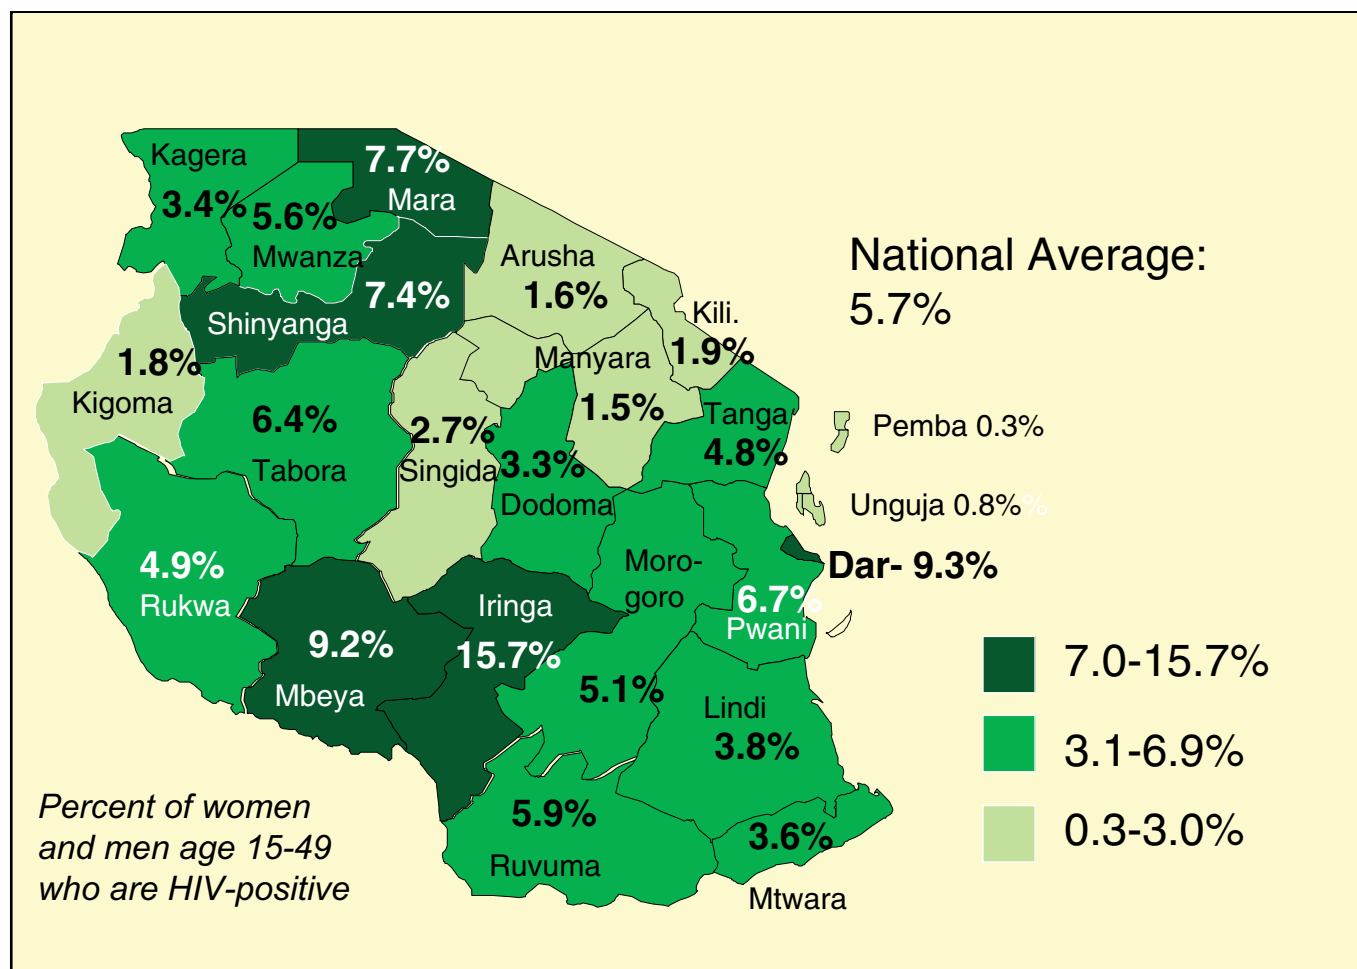 Kagera
3.4%
5.6%
Mwanza
7.7%
Mara
7.4%
Shinyanga
Arusha
1.6%
Kili.
1.9%
Manyara
1.5%
1.8%
Kigoma
6.4%
Tabora
2.7%
Singida
3.3%
Dodoma
Tanga
4.8%
National Average:
5.7%
Pemba 0.3%
Unguja 0.8%%
Dar- 9.3%
4.9%
Rukwa
9.2%
Mbeya
Iringa
15.7%
Moro-
goro
5.1%
6.7%
Pwani
Lindi
3.8%
5.9%
Ruvuma
3.6%
Mtwara
7.0-15.7%
3.1-6.9%
0.3-3.0%
Percent of women
and men age 15-49
who are HIV-positive